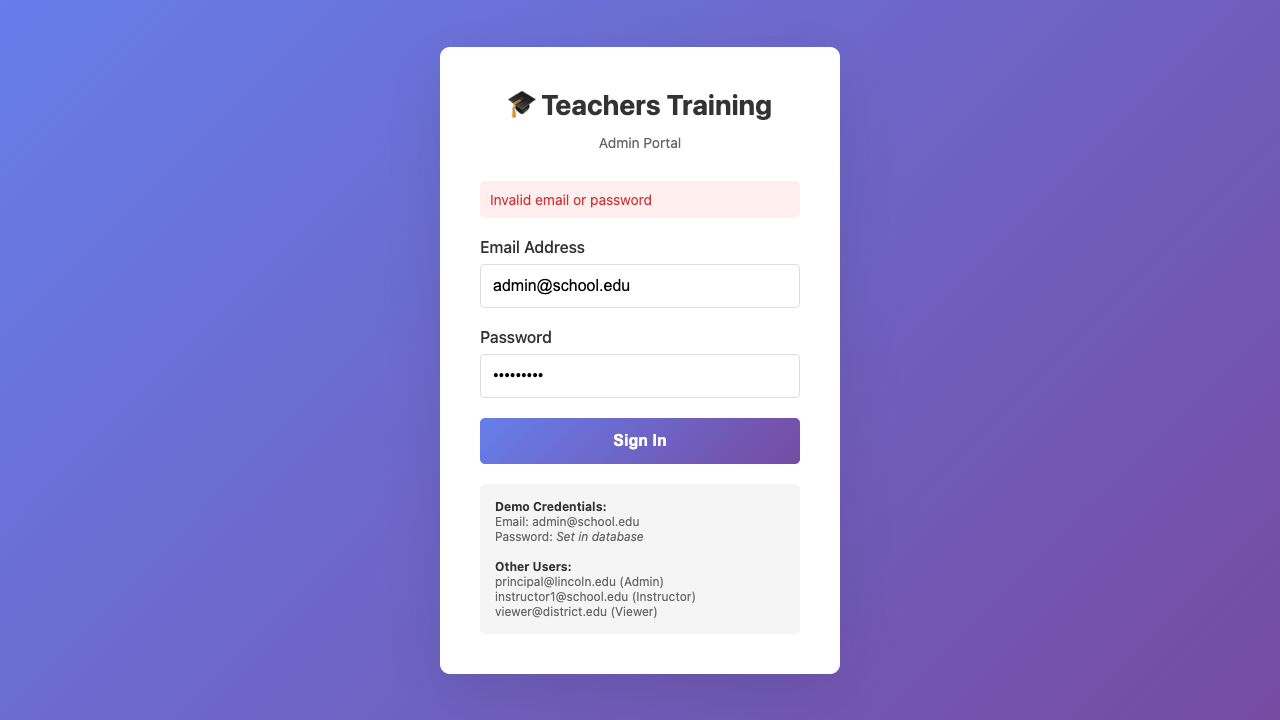 🎓 Teachers Training
Admin Portal
Invalid email or password
Email Address
admin@school.edu
Password
•••••••••
Sign In
Demo Credentials:
Email: admin@school.edu
Password: Set in database
Other Users:
principal@lincoln.edu (Admin)
instructor1@school.edu (Instructor)
viewer@district.edu (Viewer)